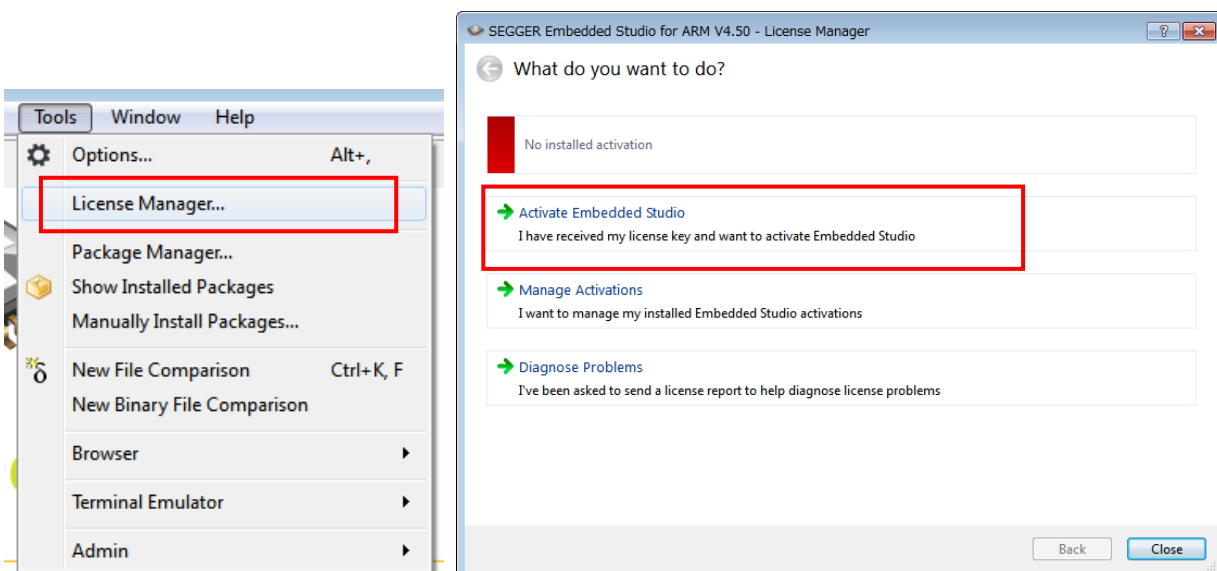 Tools Window Help
Options... Alt+,
License Manager...
Package Manager...
Show Installed Packages
Manually Install Packages...
New File Comparison Ctrl+K, F
New Binary File Comparison
Browser
Terminal Emulator
Admin
SEGGER Embedded Studio for ARM V4.50 - License Manager
What do you want to do?
No installed activation
Activate Embedded Studio
I have received my license key and want to activate Embedded Studio
Manage Activations
I want to manage my installed Embedded Studio activations
Diagnose Problems
I've been asked to send a license report to help diagnose license problems
Back Close